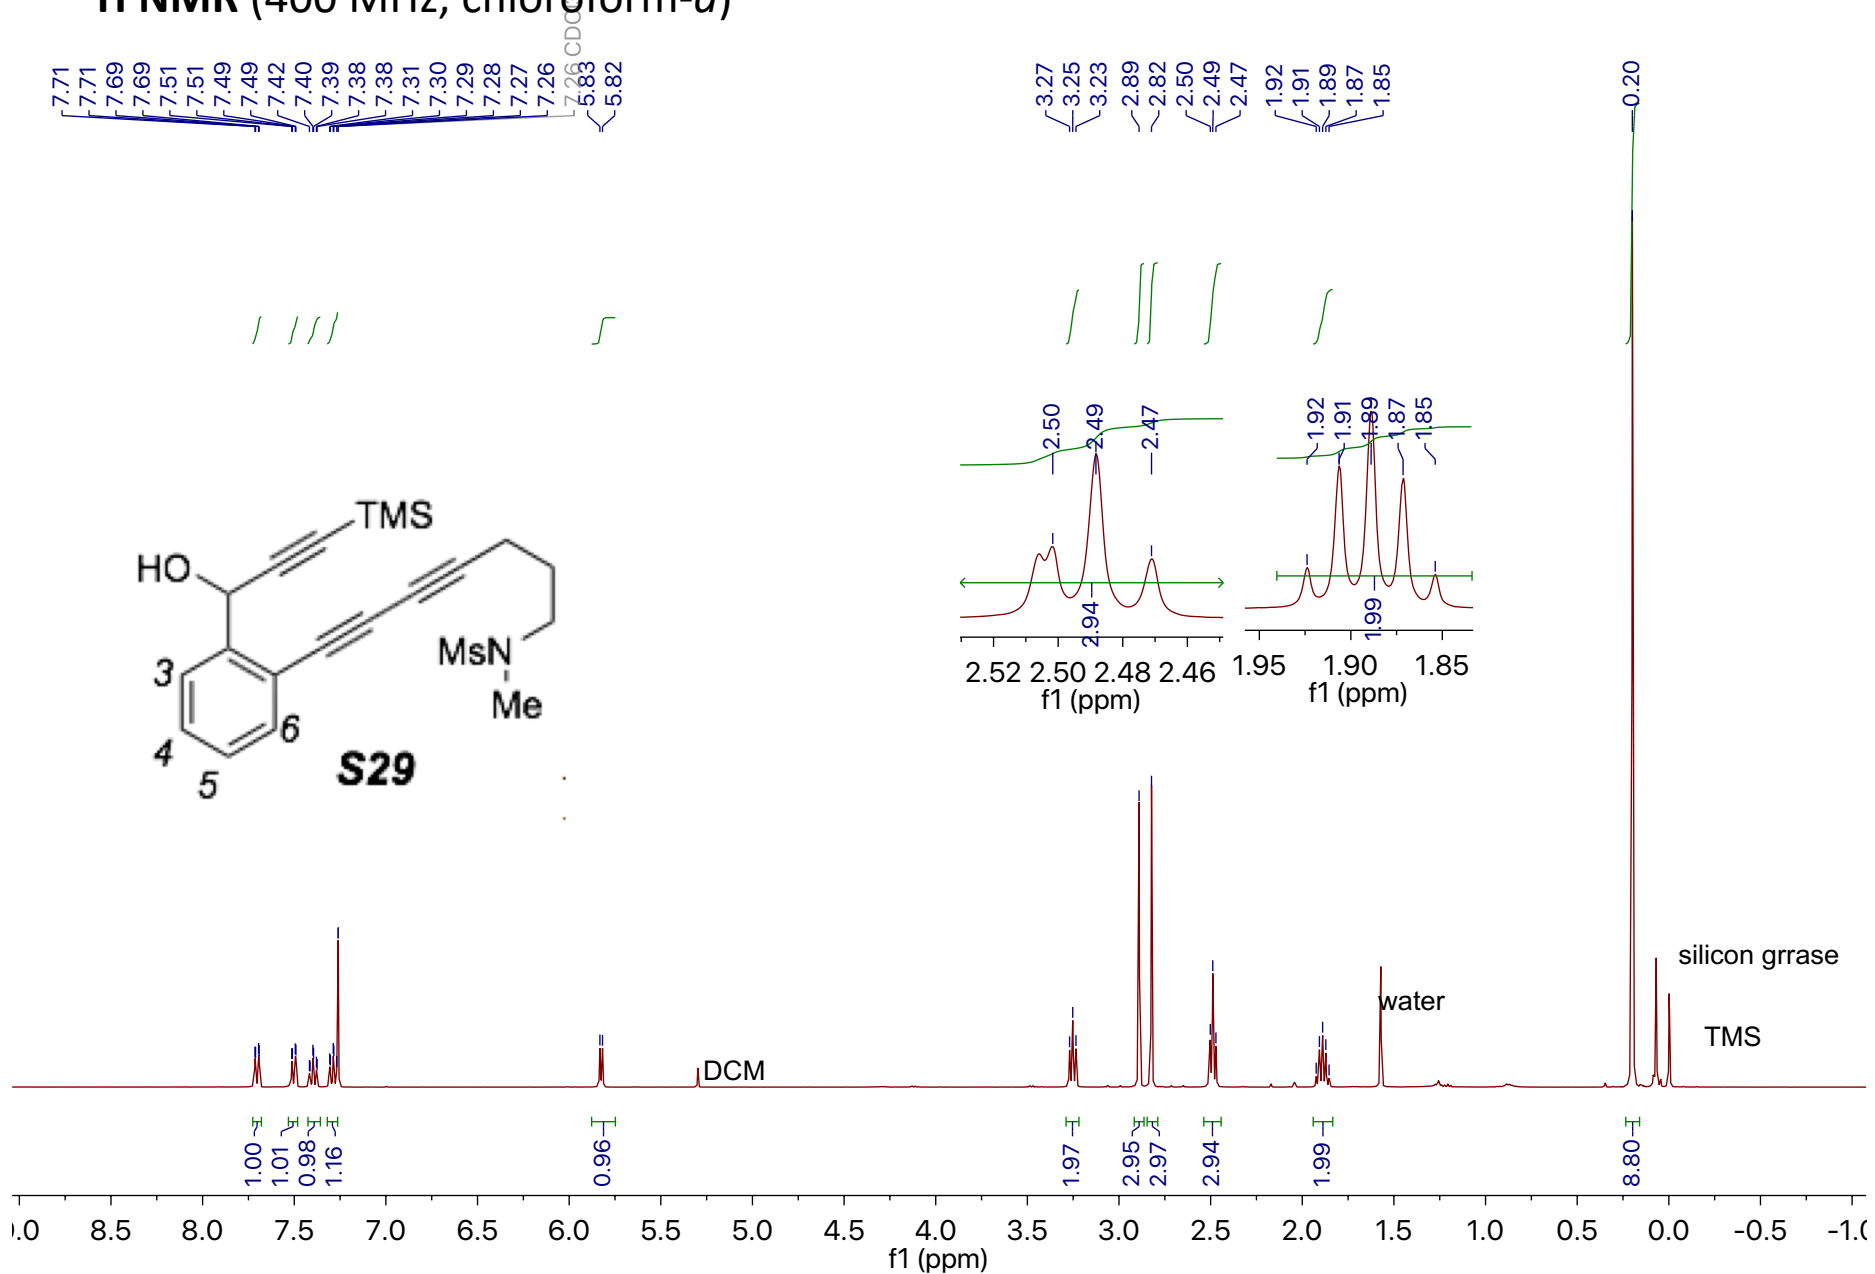 H NMR (400 MHz, chloroform-d)
7.71 7.71 7.69 7.69 7.51 7.51 7.49 7.49 7.42 7.40 7.39 7.38 7.38 7.31 7.30 7.29 7.28 7.27 7.26 7.26 5.83 5.82 3.27 3.25 3.23 2.89 2.82 2.50 2.49 2.47 1.92 1.91 1.89 1.87 1.85 0.20
2.50 2.49 2.47 1.92 1.91 1.89 1.87 1.85
2.94 1.99
2.52 2.50 2.48 2.46 1.95 1.90 1.85
f1 (ppm) f1 (ppm)
TMS
HO
MsN
Me
3
4
5
6
S29
silicon grrase
water
TMS
DCM
1.00 1.01 0.98 1.16 0.96 1.97 2.95 2.97 2.94 1.99 8.80
8.5 8.0 7.5 7.0 6.5 6.0 5.5 5.0 4.5 4.0 3.5 3.0 2.5 2.0 1.5 1.0 0.5 0.0 -0.5
f1 (ppm)